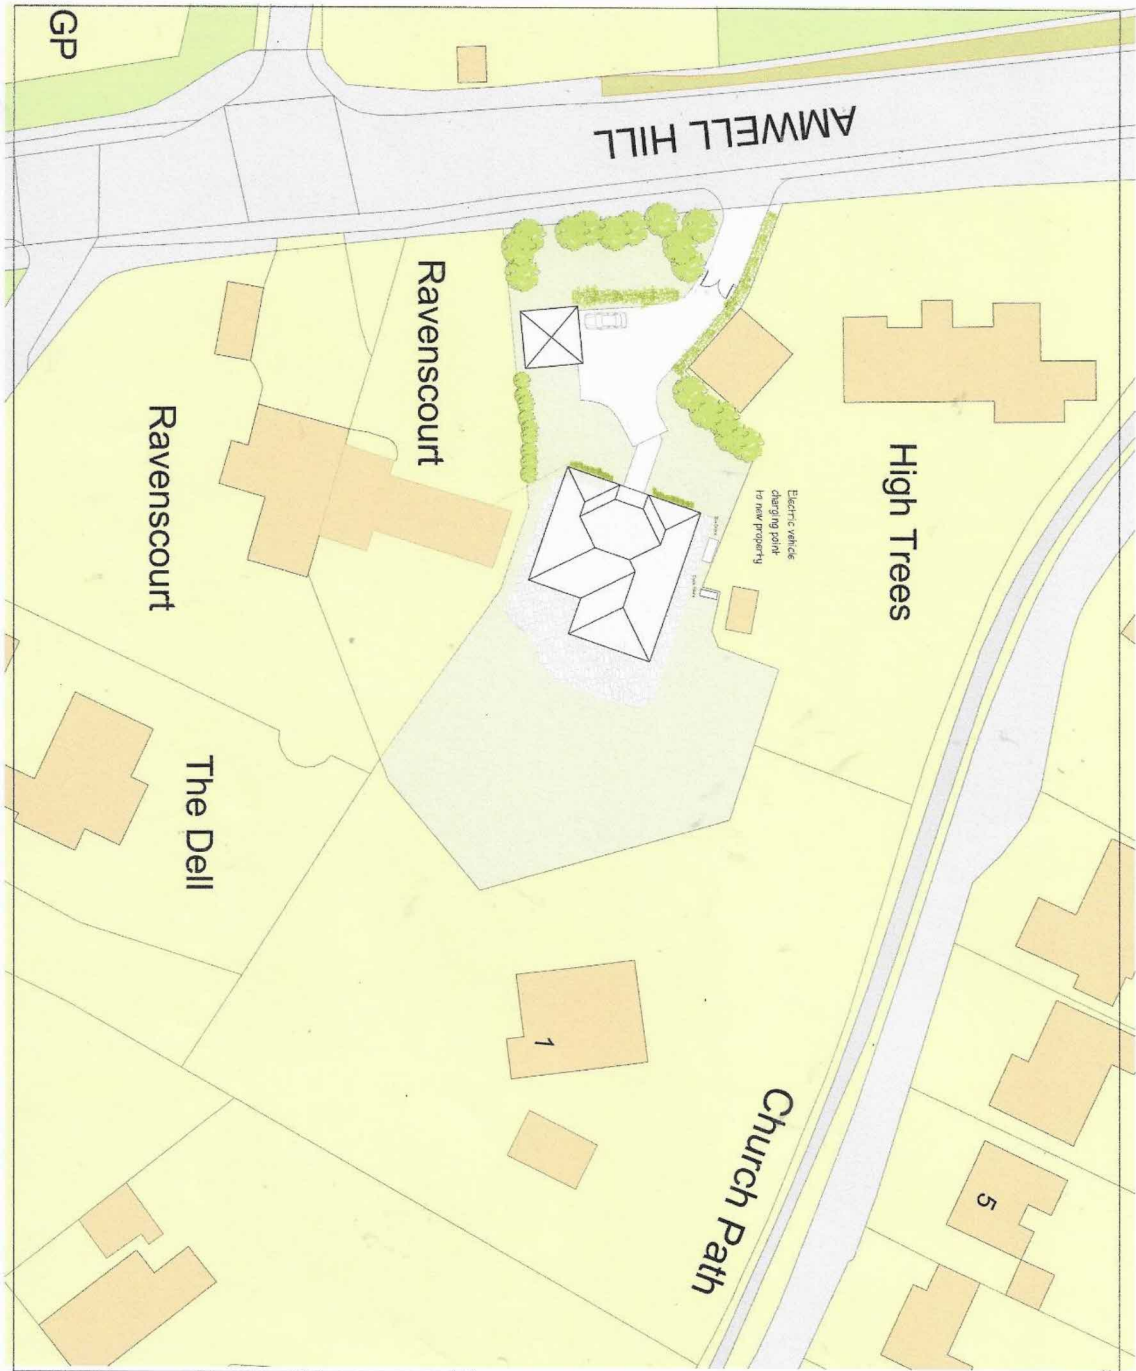 GP
AMWELL HILL
Ravenscourt
Ravenscourt
High Trees
Electric vehicle
charging point
to new property
The Dell
1
Church Path
5